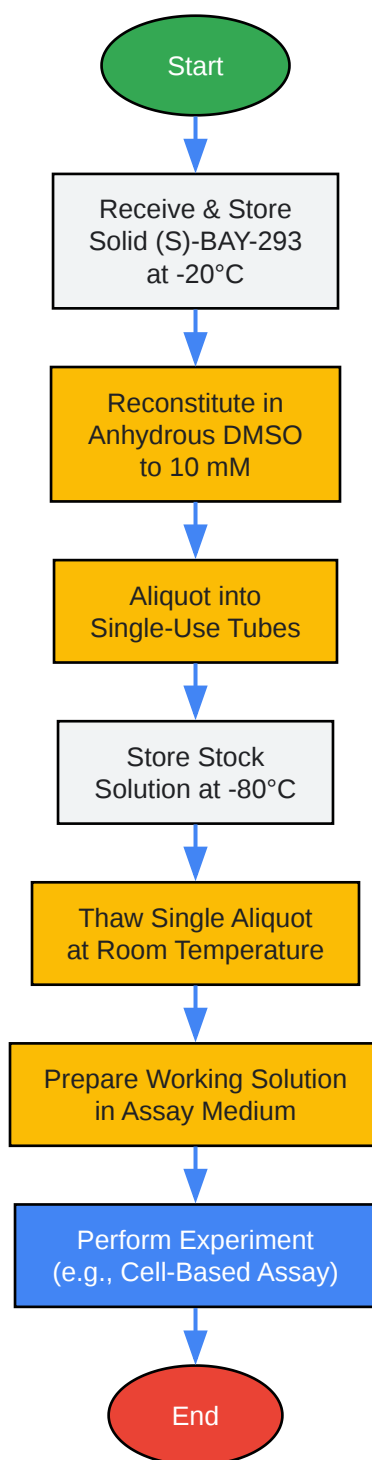 Start
Receive & Store
Solid (S)-BAY-293
at -20°C
Reconstitute in
Anhydrous DMSO
to 10 mM
Aliquot into
Single-Use Tubes
Store Stock
Solution at -80°C
Thaw Single Aliquot
at Room Temperature
Prepare Working Solution
in Assay Medium
Perform Experiment
(e.g., Cell-Based Assay)
End